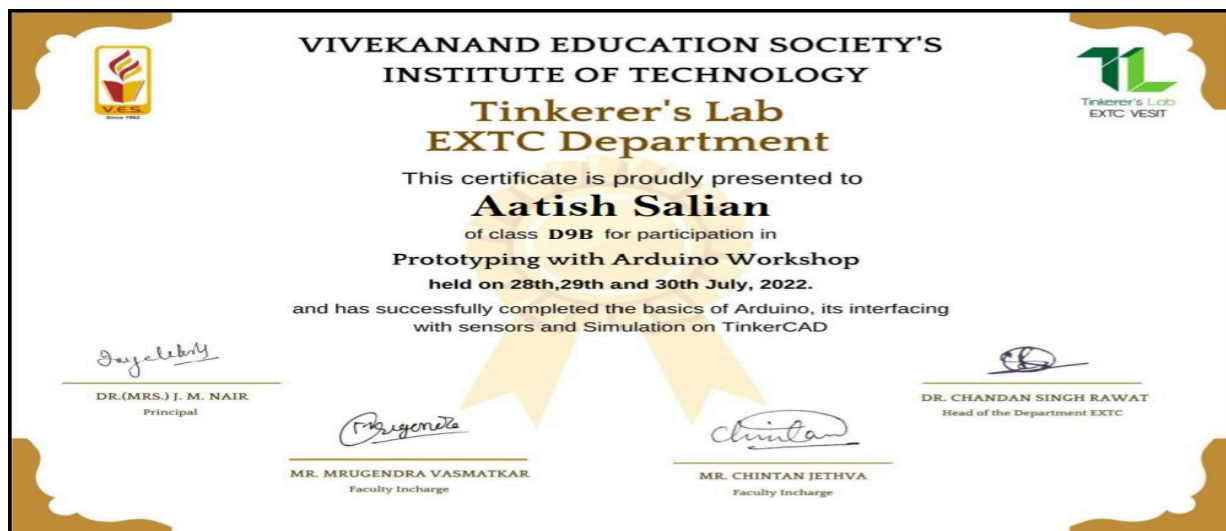 VIVEKANAND EDUCATION SOCIETY'S
INSTITUTE OF TECHNOLOGY
V.E.S.
Since 1962
TL
Tinkerer's Lab
EXTC VESIT
Tinkerer's Lab
EXTC Department
This certificate is proudly presented to
Aatish Salian
of class D9B for participation in
Prototyping with Arduino Workshop
held on 28th,29th and 30th July, 2022.
and has successfully completed the basics of Arduino, its interfacing
with sensors and Simulation on TinkerCAD
DR.(MRS.) J. M. NAIR
Principal
DR. CHANDAN SINGH RAWAT
Head of the Department EXTC
Mrugendra
MR. MRUGENDRA VASMATKAR
Faculty Incharge
Chintan
MR. CHINTAN JETHVA
Faculty Incharge